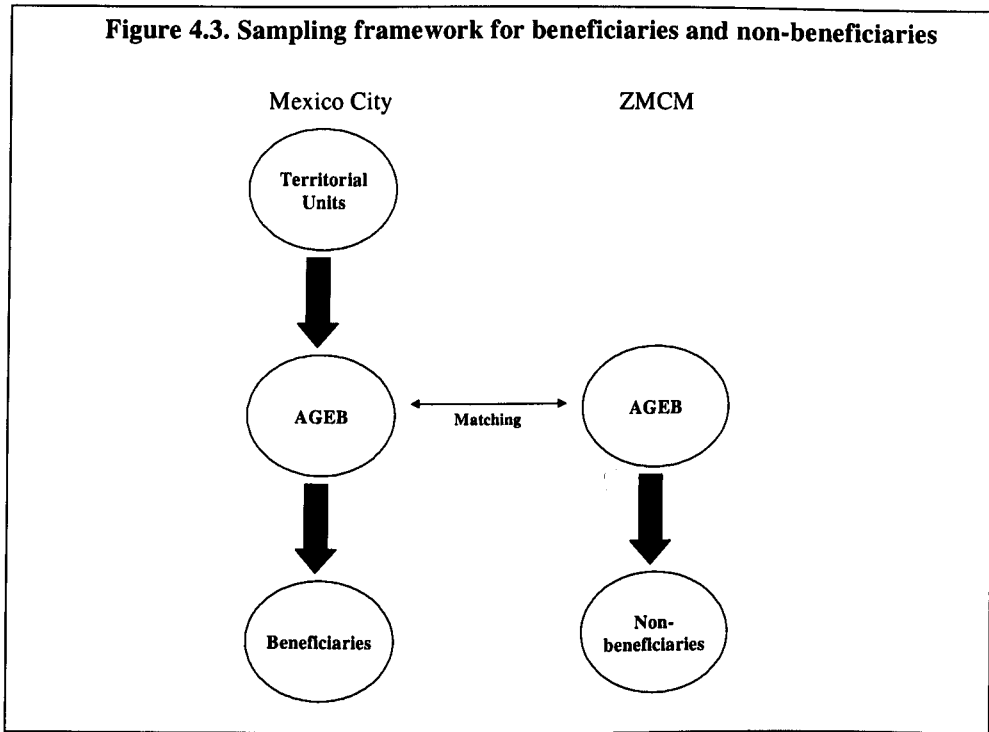 Figure 4.3. Sampling framework for beneficiaries and non-beneficiaries
Mexico City
ZMCM
Territorial
Units
AGEB
Matching
AGEB
Beneficiaries
Non-
beneficiaries